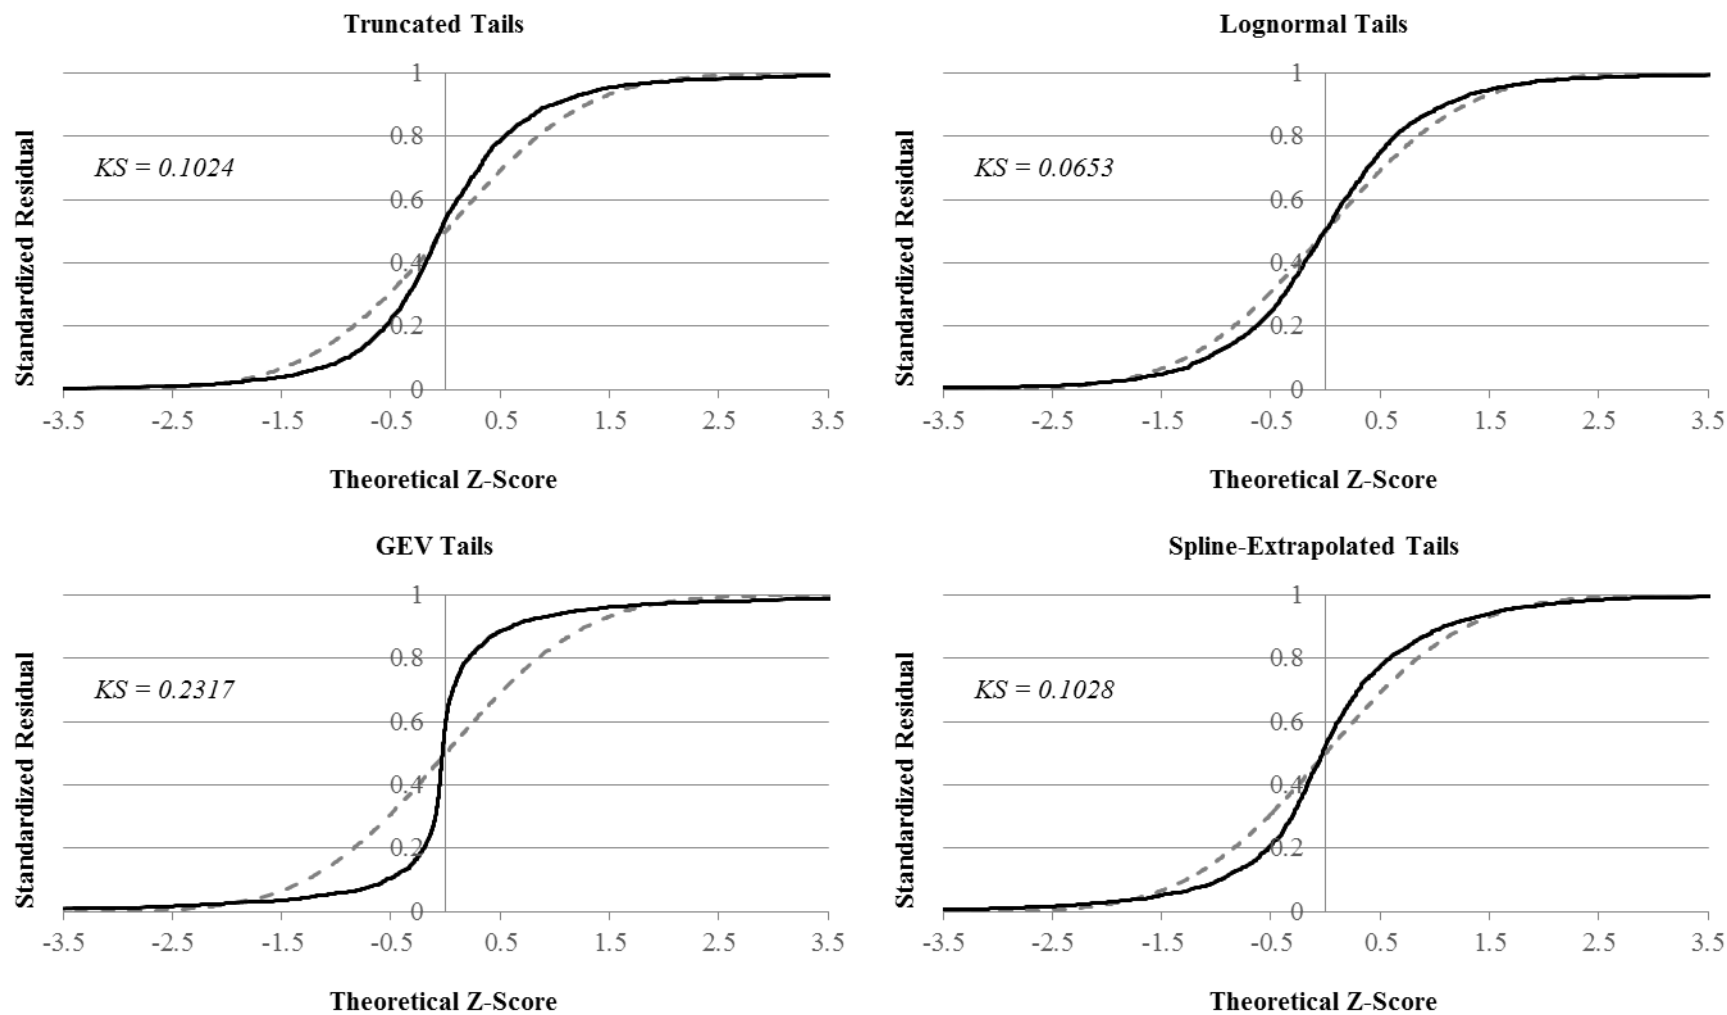 Truncated Tails
1
0.8
KS = 0.1024
0.6
0.4
0.2
0
-3.5 -2.5 -1.5 -0.5 0.5 1.5 2.5 3.5
Standardized Residual
Theoretical Z-Score
Lognormal Tails
1
0.8
KS = 0.0653
0.6
0.4
0.2
0
-3.5 -2.5 -1.5 -0.5 0.5 1.5 2.5 3.5
Standardized Residual
Theoretical Z-Score
GEV Tails
1
0.8
KS = 0.2317
0.6
0.4
0.2
0
-3.5 -2.5 -1.5 -0.5 0.5 1.5 2.5 3.5
Standardized Residual
Theoretical Z-Score
Spline-Extrapolated Tails
1
0.8
KS = 0.1028
0.6
0.4
0.2
0
-3.5 -2.5 -1.5 -0.5 0.5 1.5 2.5 3.5
Standardized Residual
Theoretical Z-Score